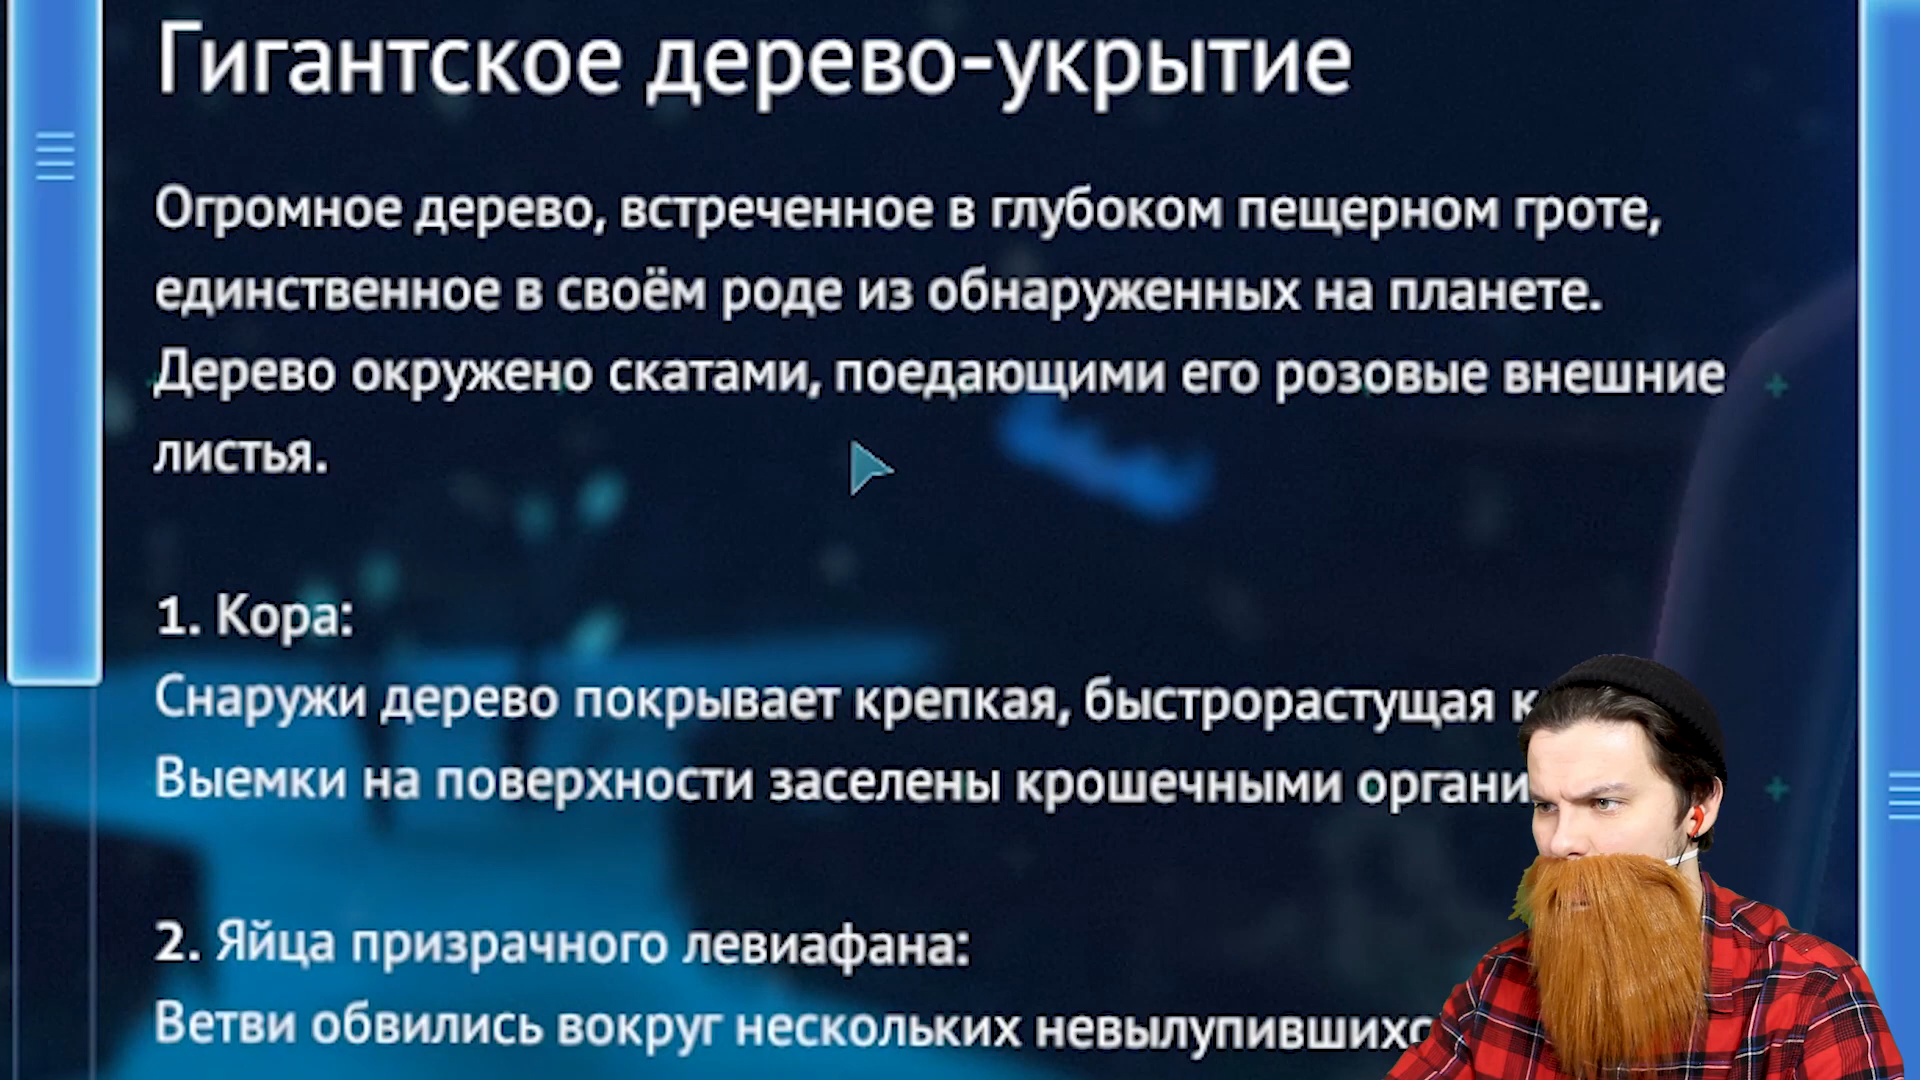 Гигантское дерево-укрытие
Огромное дерево, встреченное в глубоком пещерном гроте,
единственное в своём роде из обнаруженных на планете.
Дерево окружено скатами, поедающими его розовые внешние
листья.
1. Кора:
Снаружи дерево покрывает крепкая, быстрорастущая
Выемки на поверхности заселены крошечными
2. Яйца призрачного левиафана:
Ветви обвились вокруг нескольких